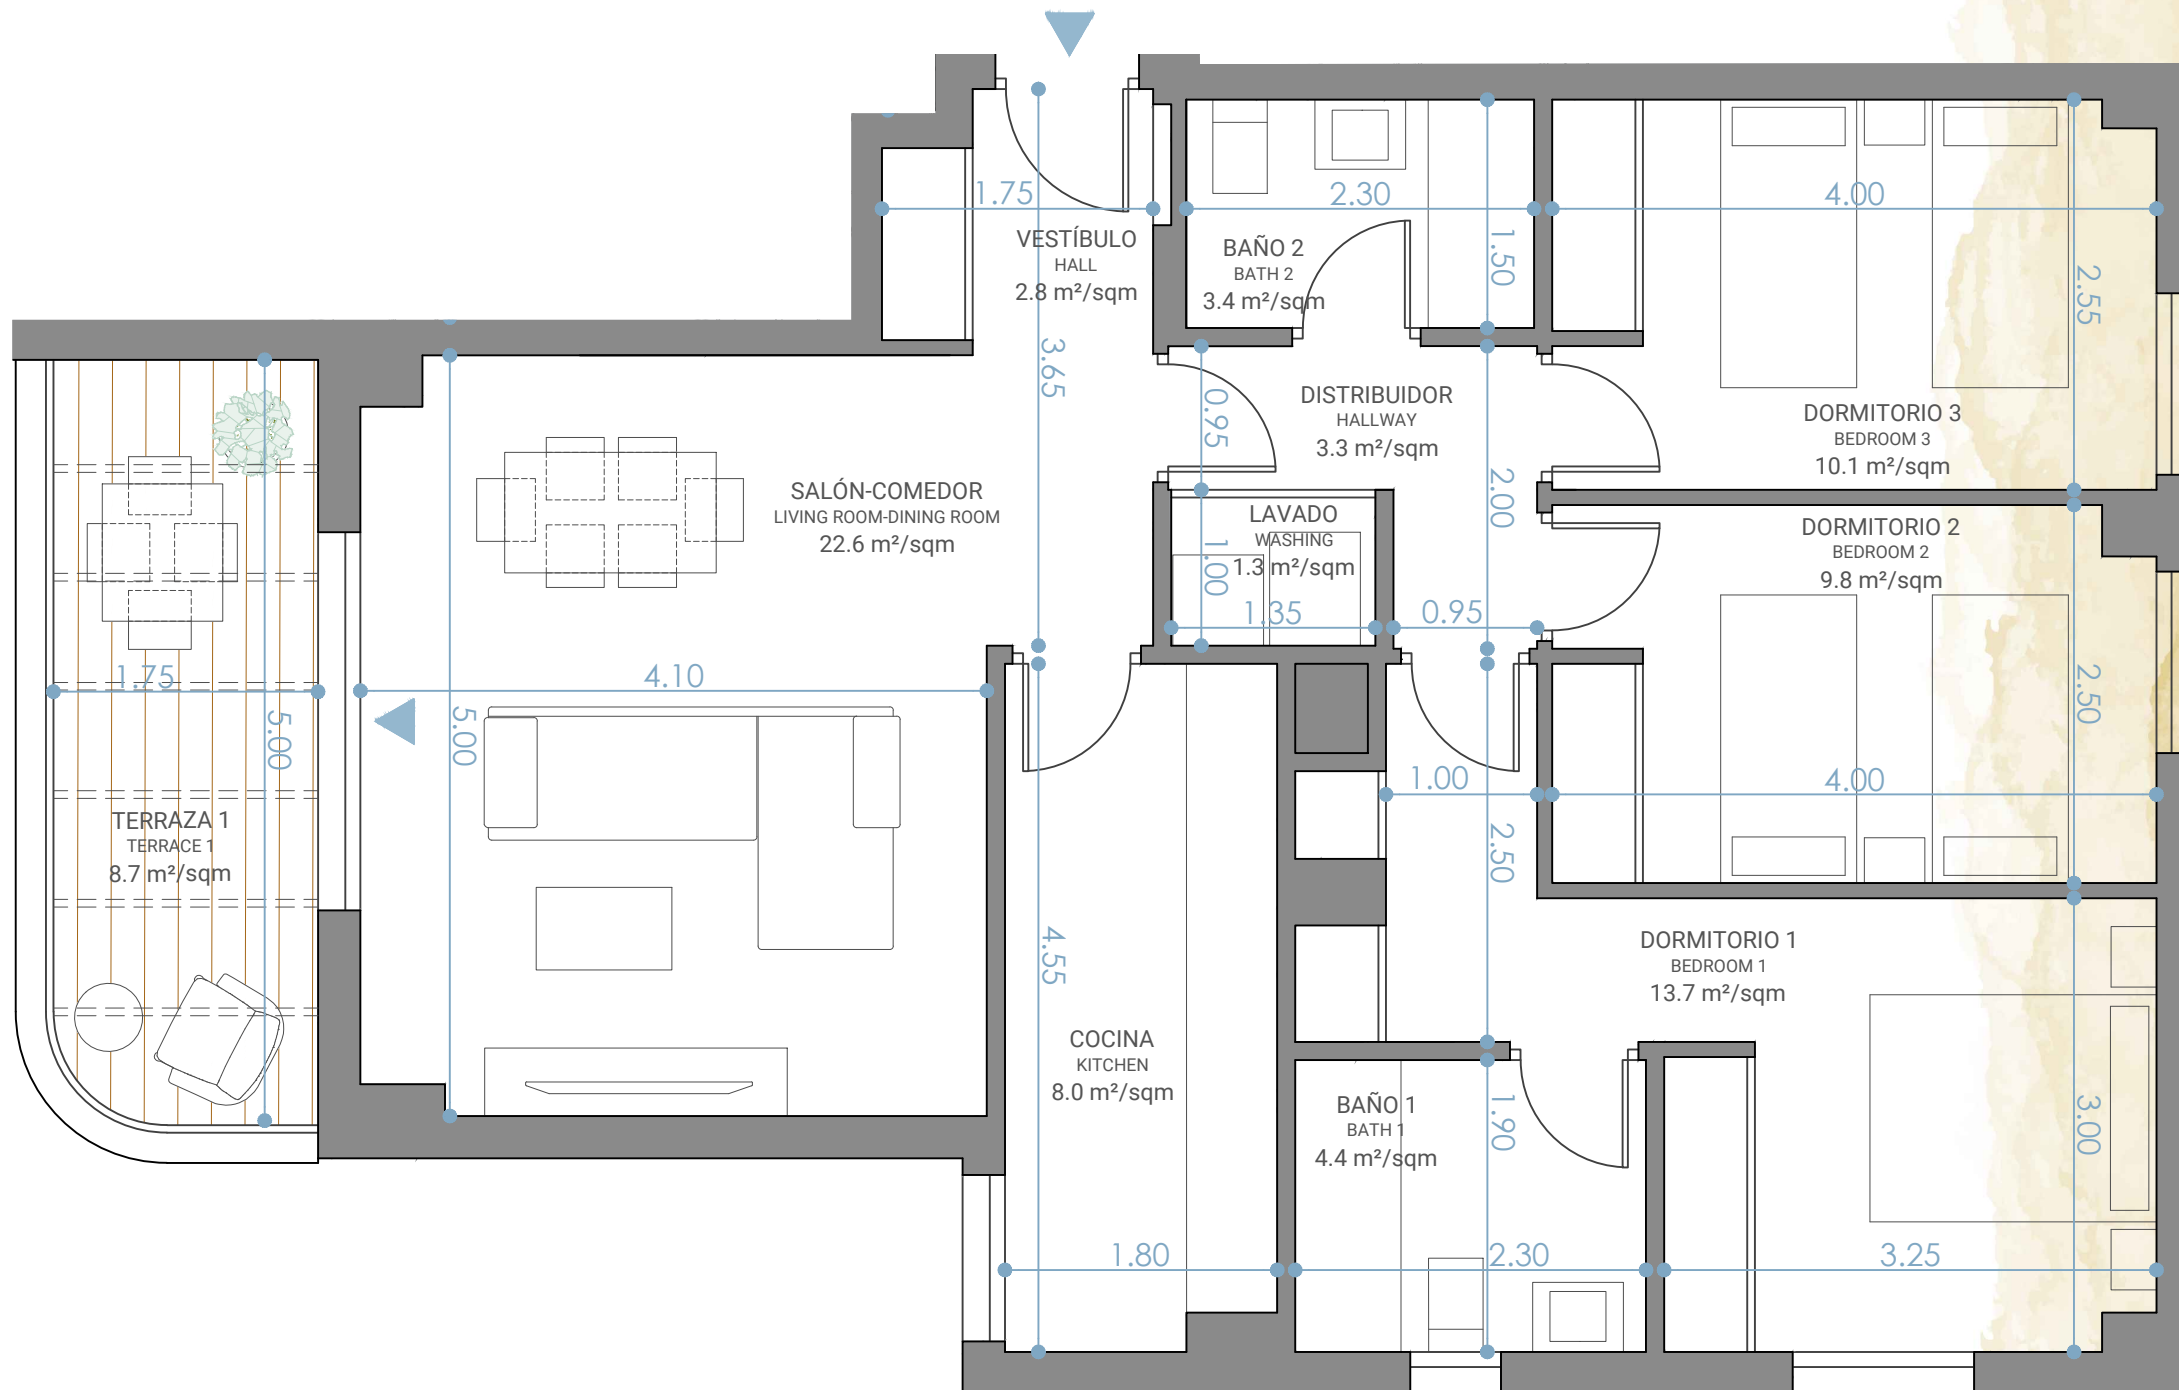 1.75
2.30
4.00
VESTÍBULO
HALL
2.8 m²/sqm
BAÑO 2
BATH 2
3.4 m²/sqm
1.50
2.55
3.65
0.95
DISTRIBUIDOR
HALLWAY
3.3 m²/sqm
DORMITORIO 3
BEDROOM 3
10.1 m²/sqm
SALÓN-COMEDOR
LIVING ROOM-DINING ROOM
22.6 m²/sqm
2.00
LAVADO
WASHING
1.3 m²/sqm
1.00
1.35
0.95
DORMITORIO 2
BEDROOM 2
9.8 m²/sqm
1.75
5.00
4.10
5.00
2.50
1.00
4.00
2.50
TERRAZA 1
TERRACE 1
8.7 m²/sqm
4.55
DORMITORIO 1
BEDROOM 1
13.7 m²/sqm
COCINA
KITCHEN
8.0 m²/sqm
BAÑO 1
BATH 1
4.4 m²/sqm
1.90
3.00
1.80
2.30
3.25